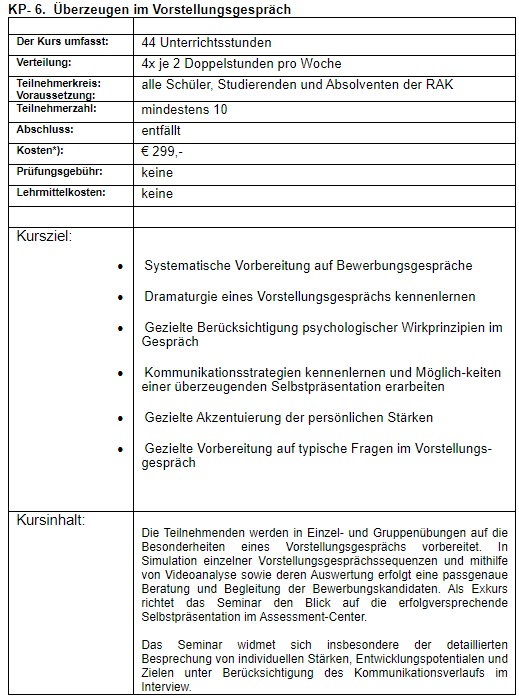 KP- 6.  Überzeugen im Vorstellungsgespräch
Der Kurs umfasst: 44 Unterrichtsstunden
Verteilung: 4x je 2 Doppelstunden pro Woche
Teilnehmerkreis: alle Schüler, Studierenden und Absolventen der RAK
Voraussetzung:
Teilnehmerzahl: mindestens 10
Abschluss: entfällt
Kosten*): € 299,-
Prüfungsgebühr: keine
Lehrmittelkosten: keine
Kursziel:
• Systematische Vorbereitung auf Bewerbungsgespräche
• Dramaturgie eines Vorstellungsgesprächs kennenlernen
• Gezielte Berücksichtigung psychologischer Wirkprinzipien im
Gespräch
• Kommunikationsstrategien kennenlernen und Möglich-keiten
einer überzeugenden Selbstpräsentation erarbeiten
• Gezielte Akzentuierung der persönlichen Stärken
• Gezielte Vorbereitung auf typische Fragen im Vorstellungs-
gespräch
Kursinhalt:
Die Teilnehmenden werden in Einzel- und Gruppenübungen auf die
Besonderheiten eines Vorstellungsgesprächs vorbereitet. In
Simulation einzelner Vorstellungsgesprächssequenzen und mithilfe
von Videoanalyse sowie deren Auswertung erfolgt eine passgenaue
Beratung und Begleitung der Bewerbungskandidaten. Als Exkurs
richtet das Seminar den Blick auf die erfolgversprechende
Selbstpräsentation im Assessment-Center.
Das Seminar widmet sich insbesondere der detaillierten
Besprechung von individuellen Stärken, Entwicklungspotentialen und
Zielen unter Berücksichtigung des Kommunikationsverlaufs im
Interview.